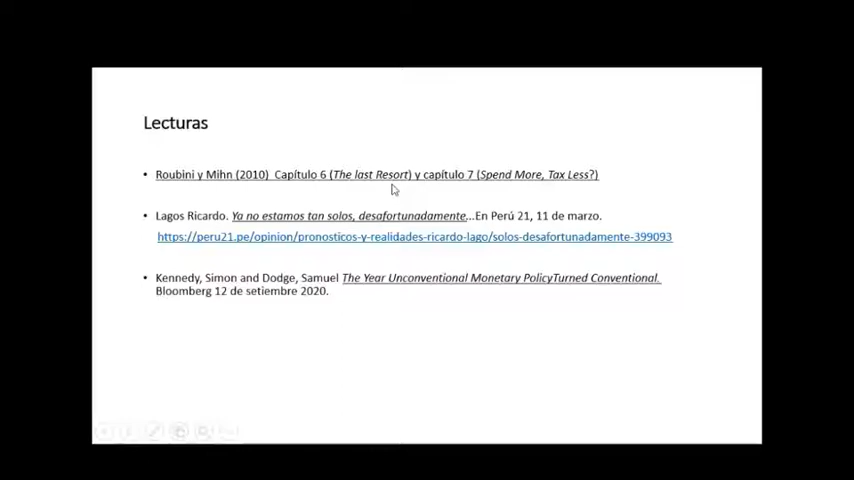 Lecturas
• Roubini y Mihn (2010) Capítulo 6 (The last Resort) y capítulo 7 (Spend More, Tax Less?)
• Lagos Ricardo. Ya no estamos tan solos, desafortunadamente...En Perú 21, 11 de marzo.
https://peru21.pe/opinion/pronosticos-y-realidades-ricardo-lago/solos-desafortunadamente-399093
• Kennedy, Simon and Dodge, Samuel The Year Unconventional Monetary PolicyTurned Conventional.
Bloomberg 12 de setiembre 2020.